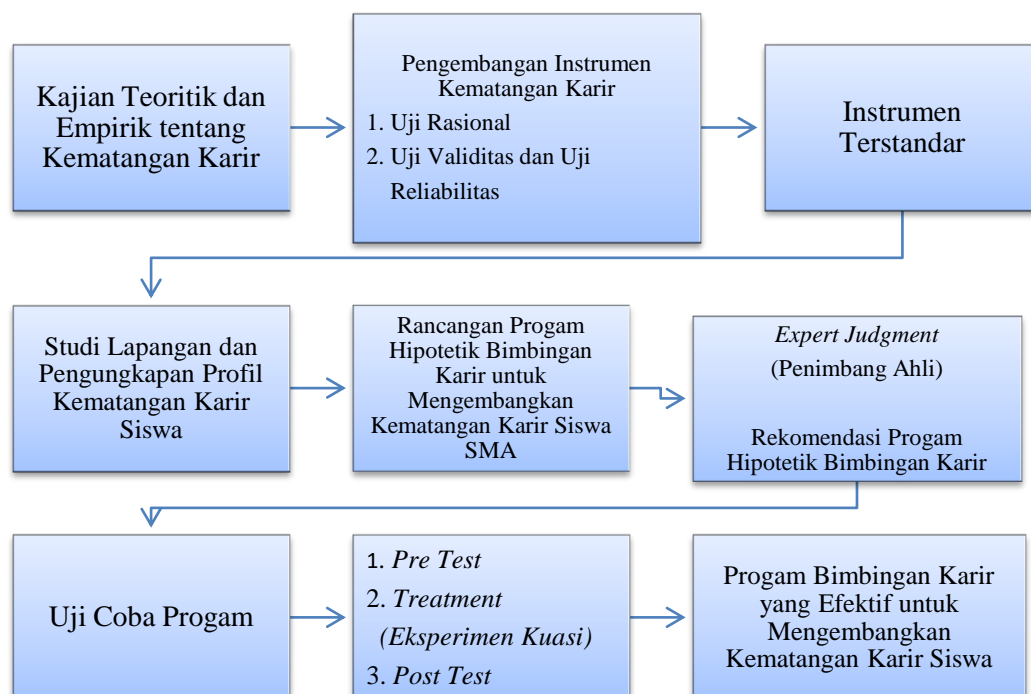 Kajian Teoritik dan
Empirik tentang
Kematangan Karir
Pengembangan Instrumen
Kematangan Karir
1. Uji Rasional
2. Uji Validitas dan Uji
Reliabilitas
Instrumen
Terstandar
Studi Lapangan dan
Pengungkapan Profil
Kematangan Karir
Siswa
Rancangan Progam
Hipotetik Bimbingan
Karir untuk
Mengembangkan
Kematangan Karir Siswa
SMA
Expert Judgment
(Penimbang Ahli)
Rekomendasi Progam
Hipotetik Bimbingan Karir
Uji Coba Progam
1. Pre Test
2. Treatment
(Eksperimen Kuasi)
3. Post Test
Progam Bimbingan Karir
yang Efektif untuk
Mengembangkan
Kematangan Karir Siswa